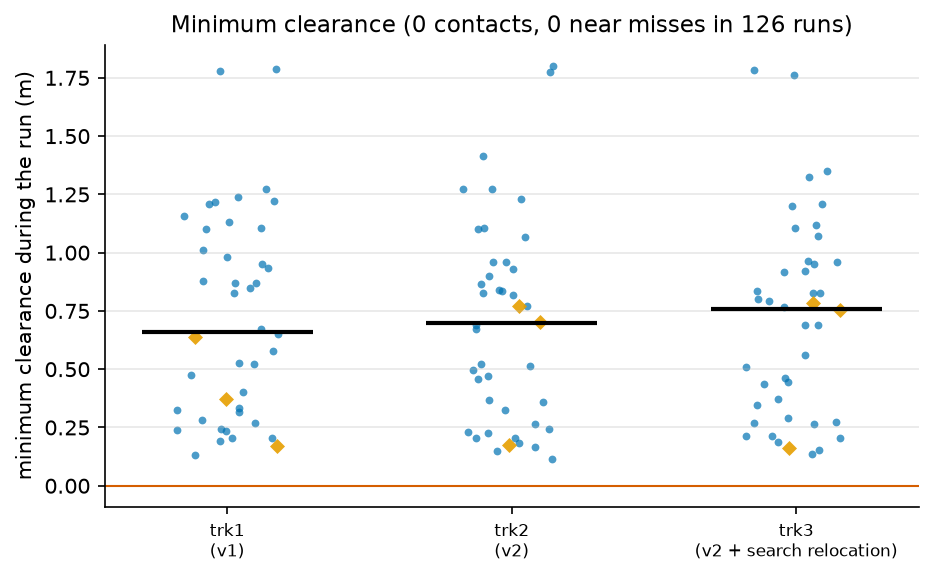 Minimum clearance (0 contacts, 0 near misses in 126 runs)
minimum clearance during the run (m)
1.75
1.50
1.25
1.00
0.75
0.50
0.25
0.00
trk1
(v1)
trk2
(v2)
trk3
(v2 + search relocation)